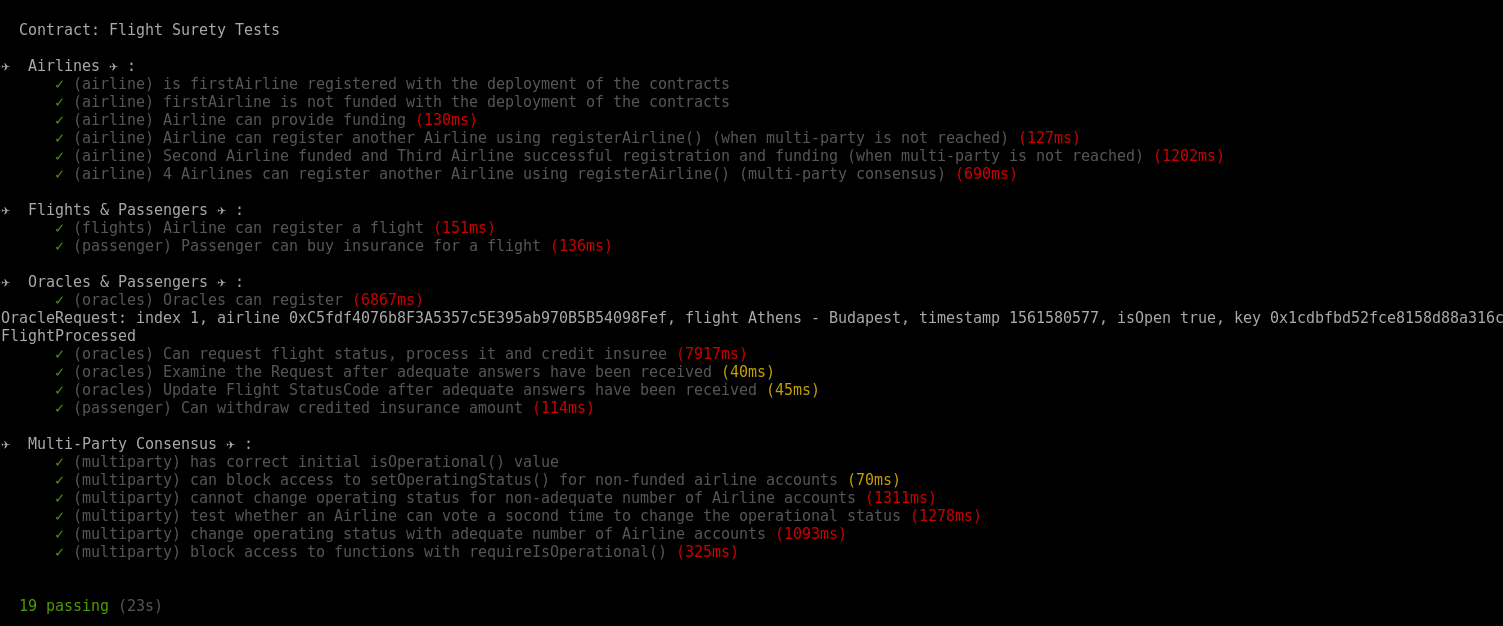 Contract: Flight Surety Tests
✈ Airlines ✈ :
✓ (airline) is firstAirline registered with the deployment of the contracts
✓ (airline) firstAirline is not funded with the deployment of the contracts
✓ (airline) Airline can provide funding (130ms)
✓ (airline) Airline can register another Airline using registerAirline() (when multi-party is not reached) (127ms)
✓ (airline) Second Airline funded and Third Airline successful registration and funding (when multi-party is not reached) (1202ms)
✓ (airline) 4 Airlines can register another Airline using registerAirline() (multi-party consensus) (690ms)
✈ Flights & Passengers ✈ :
✓ (flights) Airline can register a flight (151ms)
✓ (passenger) Passenger can buy insurance for a flight (136ms)
✈ Oracles & Passengers ✈ :
✓ (oracles) Oracles can register (6867ms)
OracleRequest: index 1, airline 0xC5fdf4076b8F3A5357c5E395ab970B5B54098Fef, flight Athens - Budapest, timestamp 1561580577, isOpen true, key 0x1cdbfbd52fce8158d88a316c
FlightProcessed
✓ (oracles) Can request flight status, process it and credit insuree (7917ms)
✓ (oracles) Examine the Request after adequate answers have been received (40ms)
✓ (oracles) Update Flight StatusCode after adequate answers have been received (45ms)
✓ (passenger) Can withdraw credited insurance amount (114ms)
✈ Multi-Party Consensus ✈ :
✓ (multiparty) has correct initial isOperational() value
✓ (multiparty) can block access to setOperatingStatus() for non-funded airline accounts (70ms)
✓ (multiparty) cannot change operating status for non-adequate number of Airline accounts (1311ms)
✓ (multiparty) test whether an Airline can vote a socond time to change the operational status (1278ms)
✓ (multiparty) change operating status with adequate number of Airline accounts (1093ms)
✓ (multiparty) block access to functions with requireIsOperational() (325ms)
19 passing (23s)